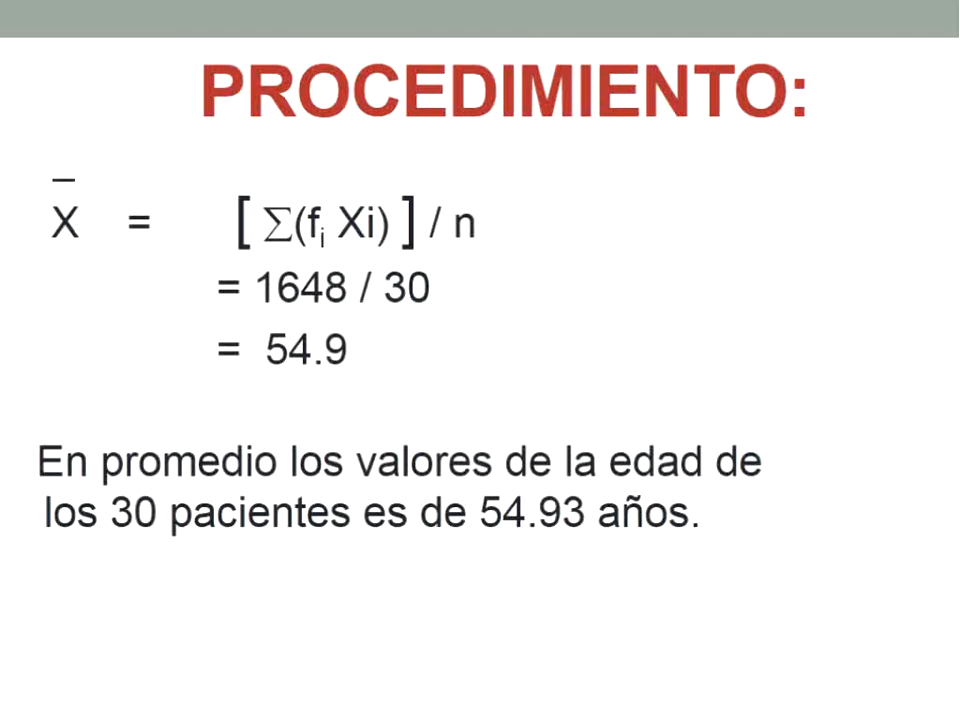 PROCEDIMIENTO:
X̅ = [ ∑(fi Xi) ] / n
= 1648 / 30
= 54.9
En promedio los valores de la edad de
los 30 pacientes es de 54.93 años.